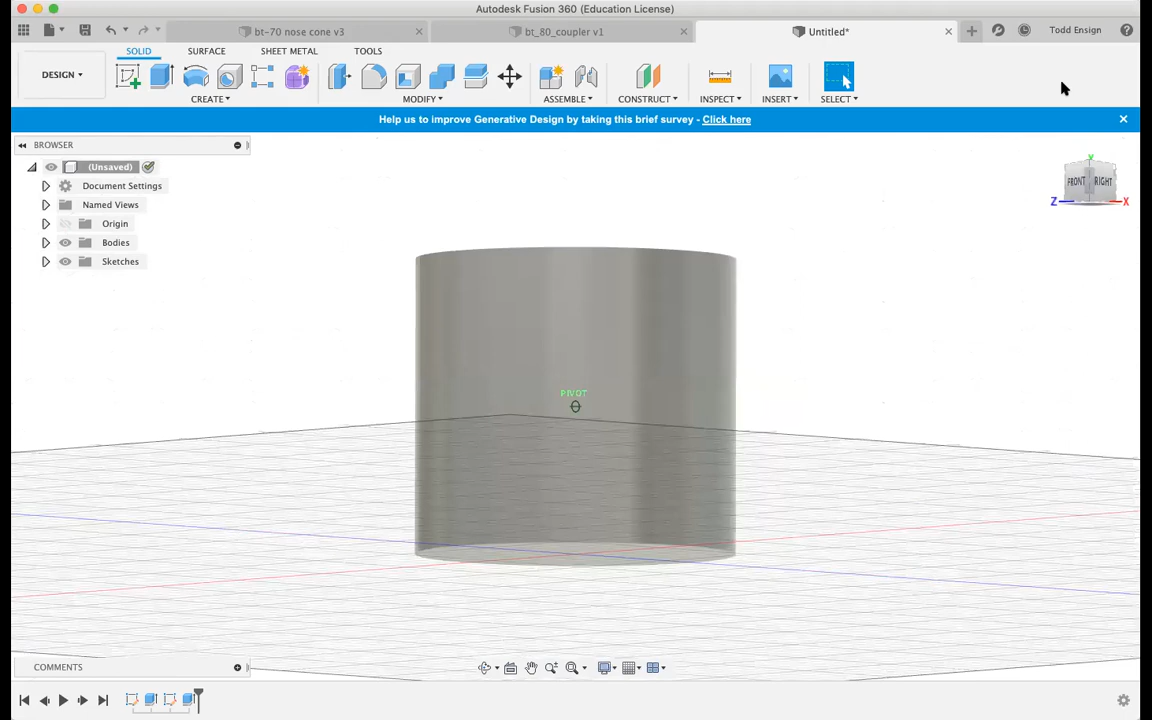 Autodesk Fusion 360 (Education License)
bt-70 nose cone v3
bt_80_coupler v1
Untitled*
Todd Ensign
SOLID
SURFACE
SHEET METAL
TOOLS
DESIGN
CREATE
MODIFY
ASSEMBLE
CONSTRUCT
INSPECT
INSERT
SELECT
Help us to improve Generative Design by taking this brief survey - Click here
BROWSER
(Unsaved)
Document Settings
Named Views
Origin
Bodies
Sketches
Y
FRONT
RIGHT
Z
X
PIVOT
COMMENTS